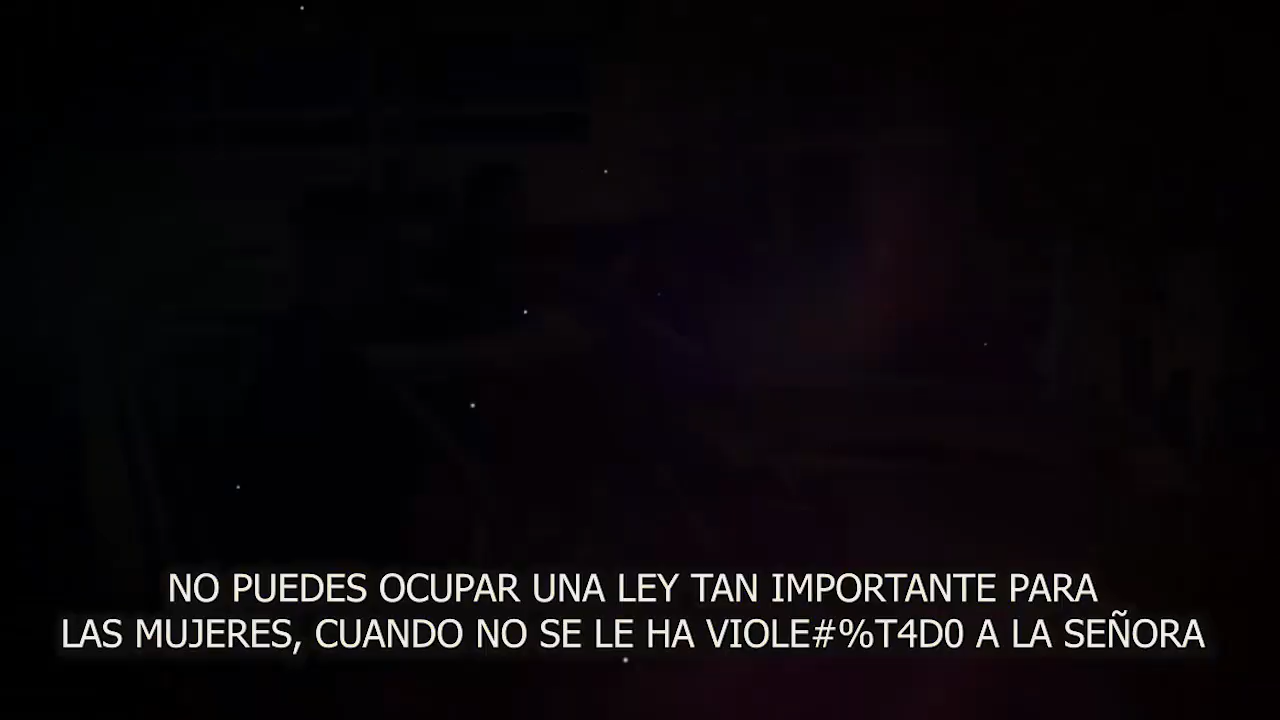 NO PUEDES OCUPAR UNA LEY TAN IMPORTANTE PARA
LAS MUJERES, CUANDO NO SE LE HA VIOLE#%T4D0 A LA SEÑORA